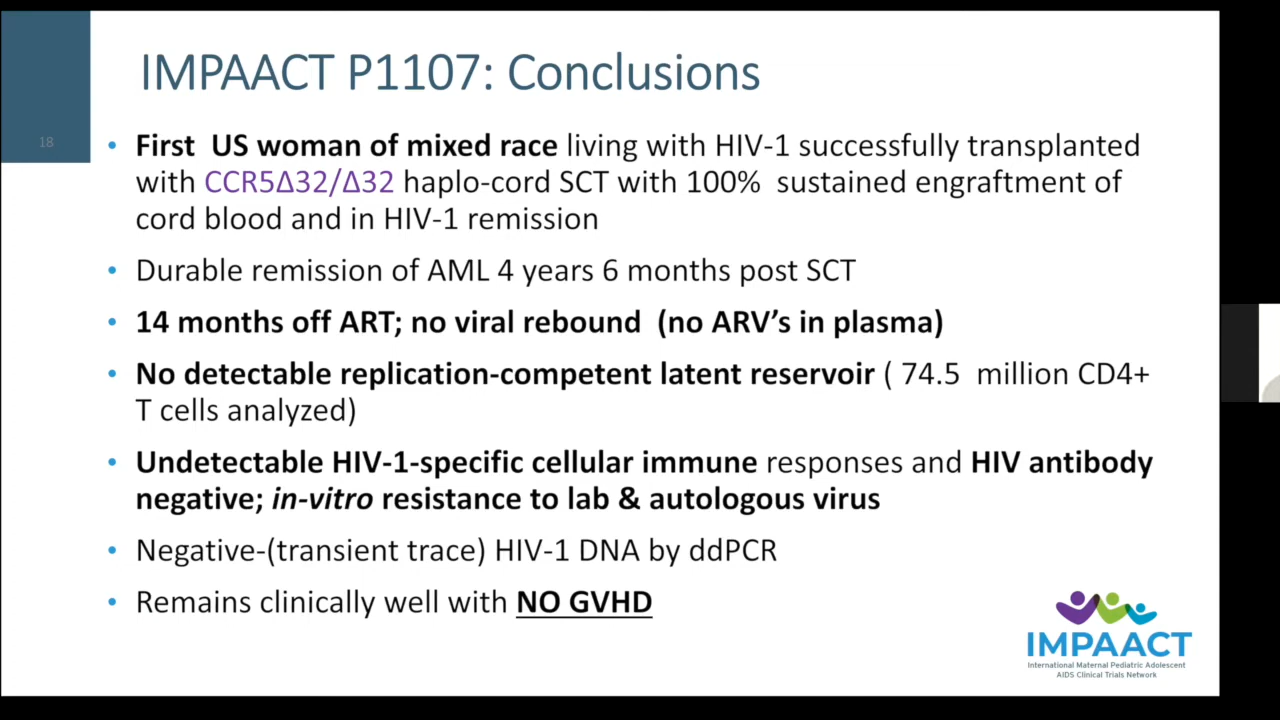 IMPAACT P1107: Conclusions
18
• First US woman of mixed race living with HIV-1 successfully transplanted
with CCR5Δ32/Δ32 haplo-cord SCT with 100% sustained engraftment of
cord blood and in HIV-1 remission
• Durable remission of AML 4 years 6 months post SCT
• 14 months off ART; no viral rebound (no ARV’s in plasma)
• No detectable replication-competent latent reservoir ( 74.5 million CD4+
T cells analyzed)
• Undetectable HIV-1-specific cellular immune responses and HIV antibody
negative; in-vitro resistance to lab & autologous virus
• Negative-(transient trace) HIV-1 DNA by ddPCR
• Remains clinically well with NO GVHD
IMPAACT
International Maternal Pediatric Adolescent
AIDS Clinical Trials Network